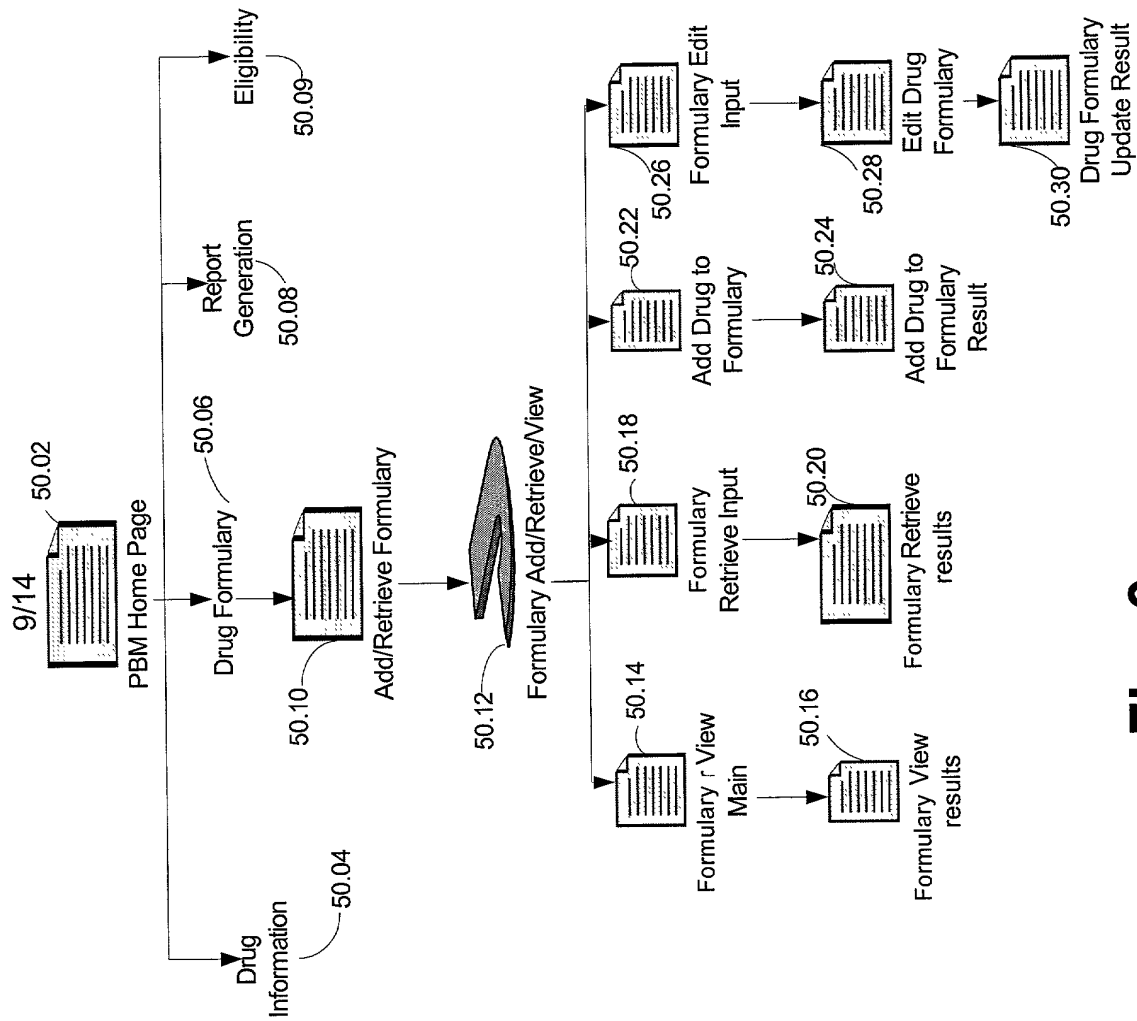 9/14
50.02
PBM Home Page
Drug
Information
50.04
Drug Formulary
50.06
Report
Generation
50.08
Eligibility
50.09
50.10
Add/Retrieve Formulary
50.12
Formulary Add/Retrieve/View
50.14
Formulary View
Main
50.16
Formulary View
results
50.18
Formulary
Retrieve Input
50.20
Formulary Retrieve
results
50.22
Add Drug to
Formulary
50.24
Add Drug to
Formulary
Result
50.26
Formulary Edit
Input
50.28
Edit Drug
Formulary
50.30
Drug Formulary
Update Result